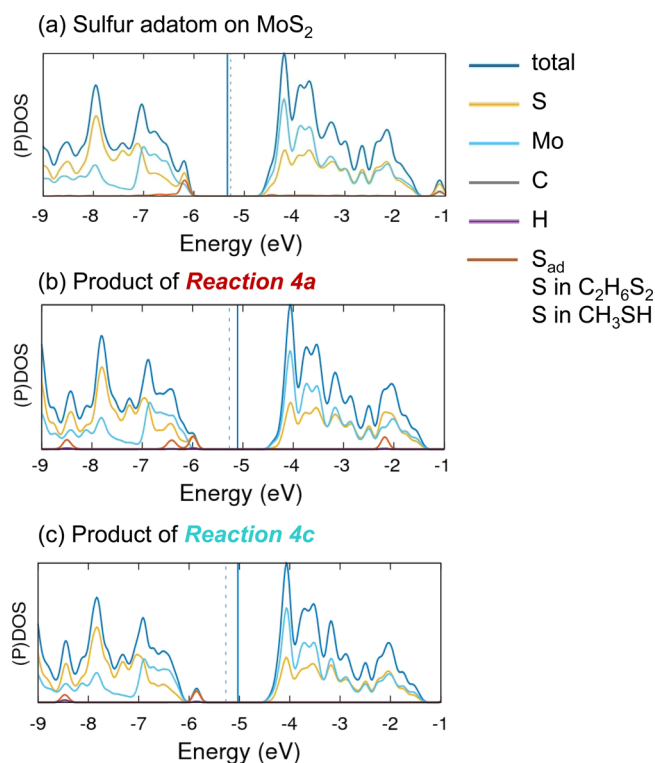 (a) Sulfur adatom on MoS₂
(P)DOS
-9 -8 -7 -6 -5 -4 -3 -2 -1
Energy (eV)
total
S
Mo
C
H
Sad
S in C₂H₆S₂
S in CH₃SH
(b) Product of Reaction 4a
(P)DOS
-9 -8 -7 -6 -5 -4 -3 -2 -1
Energy (eV)
(c) Product of Reaction 4c
(P)DOS
-9 -8 -7 -6 -5 -4 -3 -2 -1
Energy (eV)